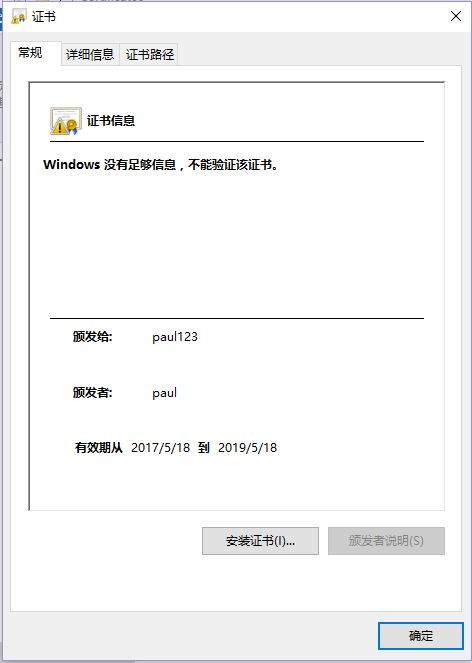 证书
常规 详细信息 证书路径
证书信息
Windows 没有足够信息，不能验证该证书。
颁发给: paul123
颁发者: paul
有效期从 2017/5/18 到 2019/5/18
安装证书(I)... 颁发者说明(S)
确定